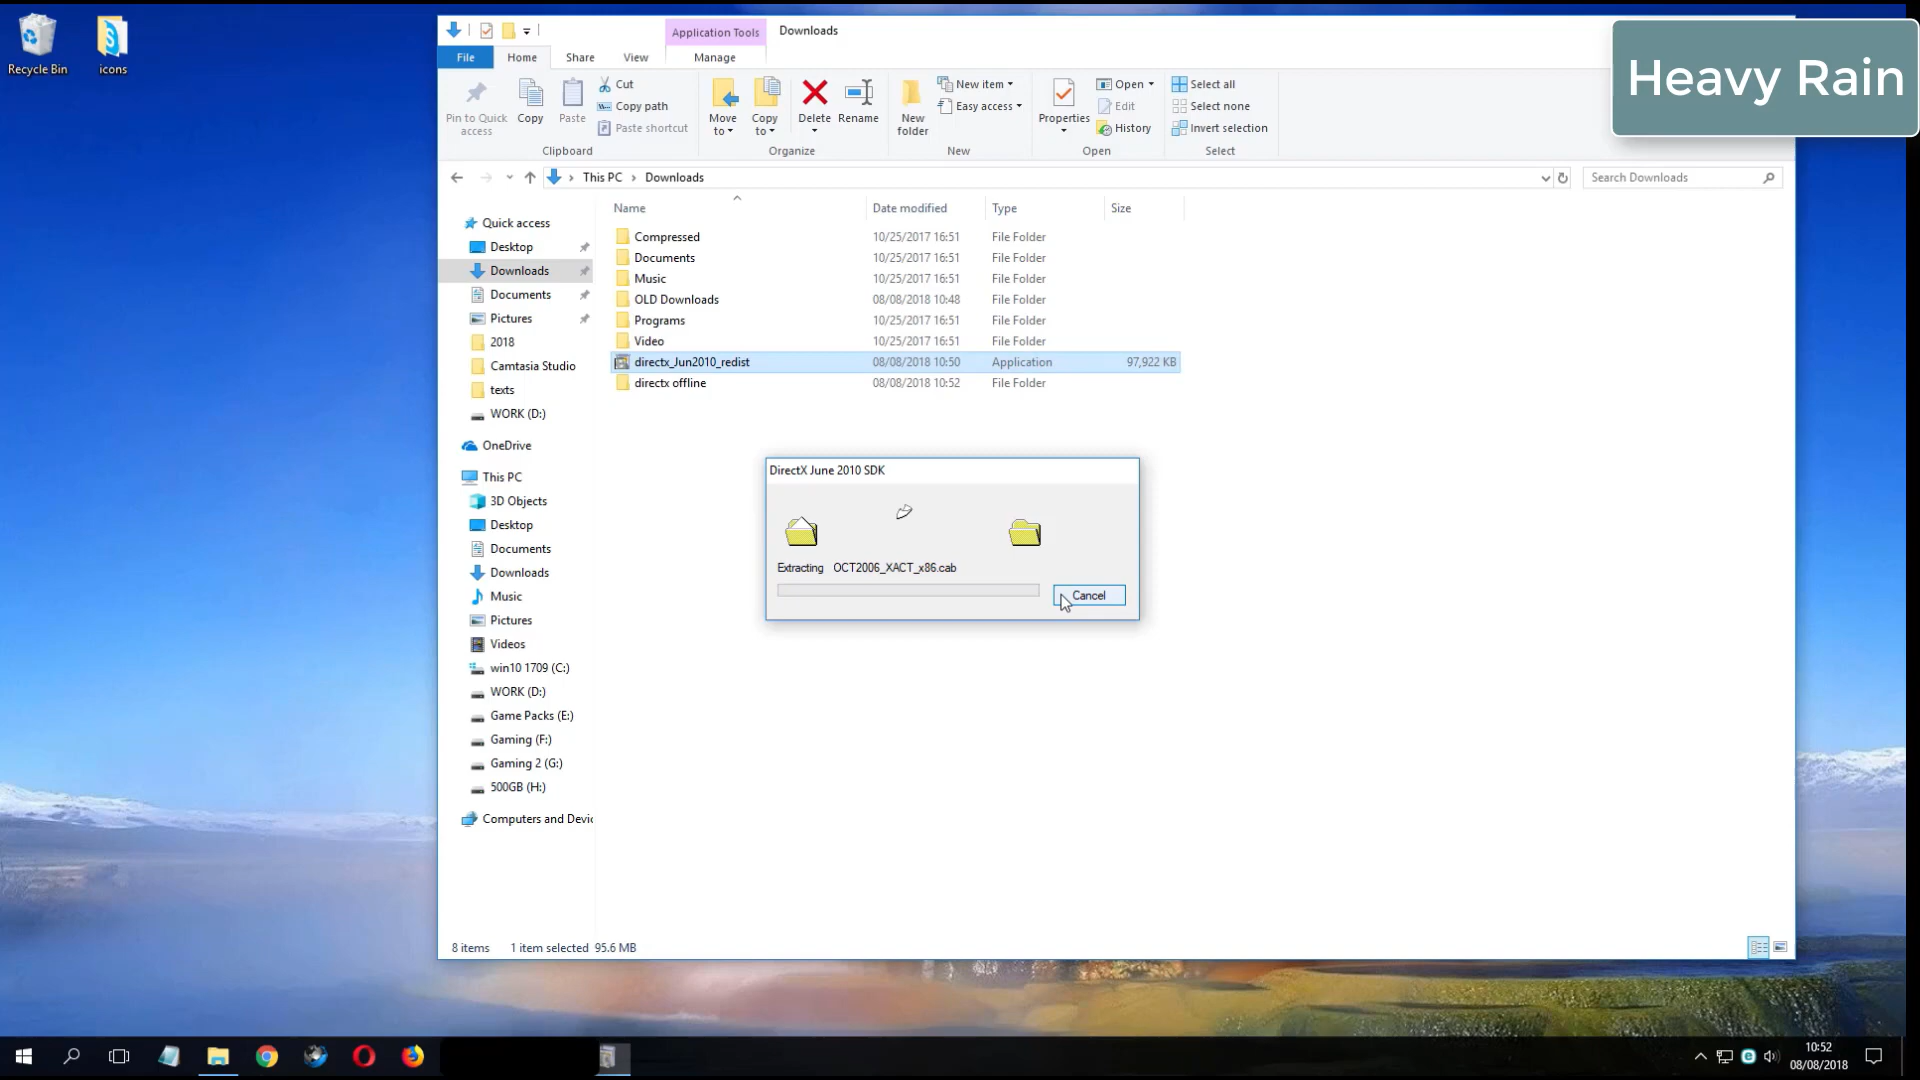 Recycle Bin
icons
Application Tools
Downloads
Heavy Rain
File
Home
Share
View
Manage
Pin to Quick access
Copy
Paste
Cut
Copy path
Paste shortcut
Clipboard
Move to
Copy to
Delete
Rename
Organize
New folder
New item
Easy access
New
Properties
Open
Edit
History
Open
Select all
Select none
Invert selection
Select
This PC
Downloads
Search Downloads
Name
Date modified
Type
Size
Compressed 10/25/2017 16:51 File Folder
Documents 10/25/2017 16:51 File Folder
Music 10/25/2017 16:51 File Folder
OLD Downloads 08/08/2018 10:48 File Folder
Programs 10/25/2017 16:51 File Folder
Video 10/25/2017 16:51 File Folder
directx_Jun2010_redist 08/08/2018 10:50 Application 97,922 KB
directx offline 08/08/2018 10:52 File Folder
Quick access
Desktop
Downloads
Documents
Pictures
2018
Camtasia Studio
texts
WORK (D:)
OneDrive
This PC
3D Objects
Desktop
Documents
Downloads
Music
Pictures
Videos
win10 1709 (C:)
WORK (D:)
Game Packs (E:)
Gaming (F:)
Gaming 2 (G:)
500GB (H:)
Computers and Devic
DirectX June 2010 SDK
Extracting OCT2006_XACT_x86.cab
Cancel
8 items 1 item selected 95.6 MB
10:52
08/08/2018